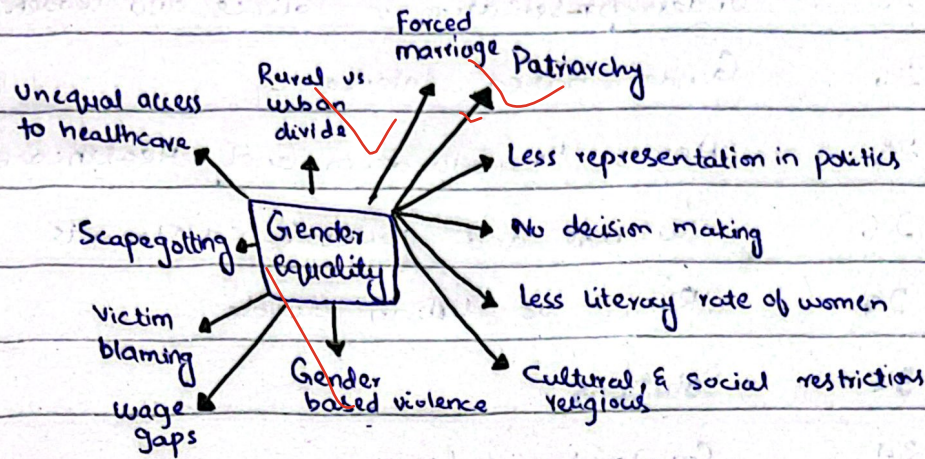 Forced
marriage
Patriarchy
Rural vs
urban
divide
unequal access
to healthcare
Less representation in politics
Scapegotting
Gender
equality
No decision making
Less literacy rate of women
victim
blaming
Gender
based violence
Cultural, & social restrictions
religious
wage
gaps